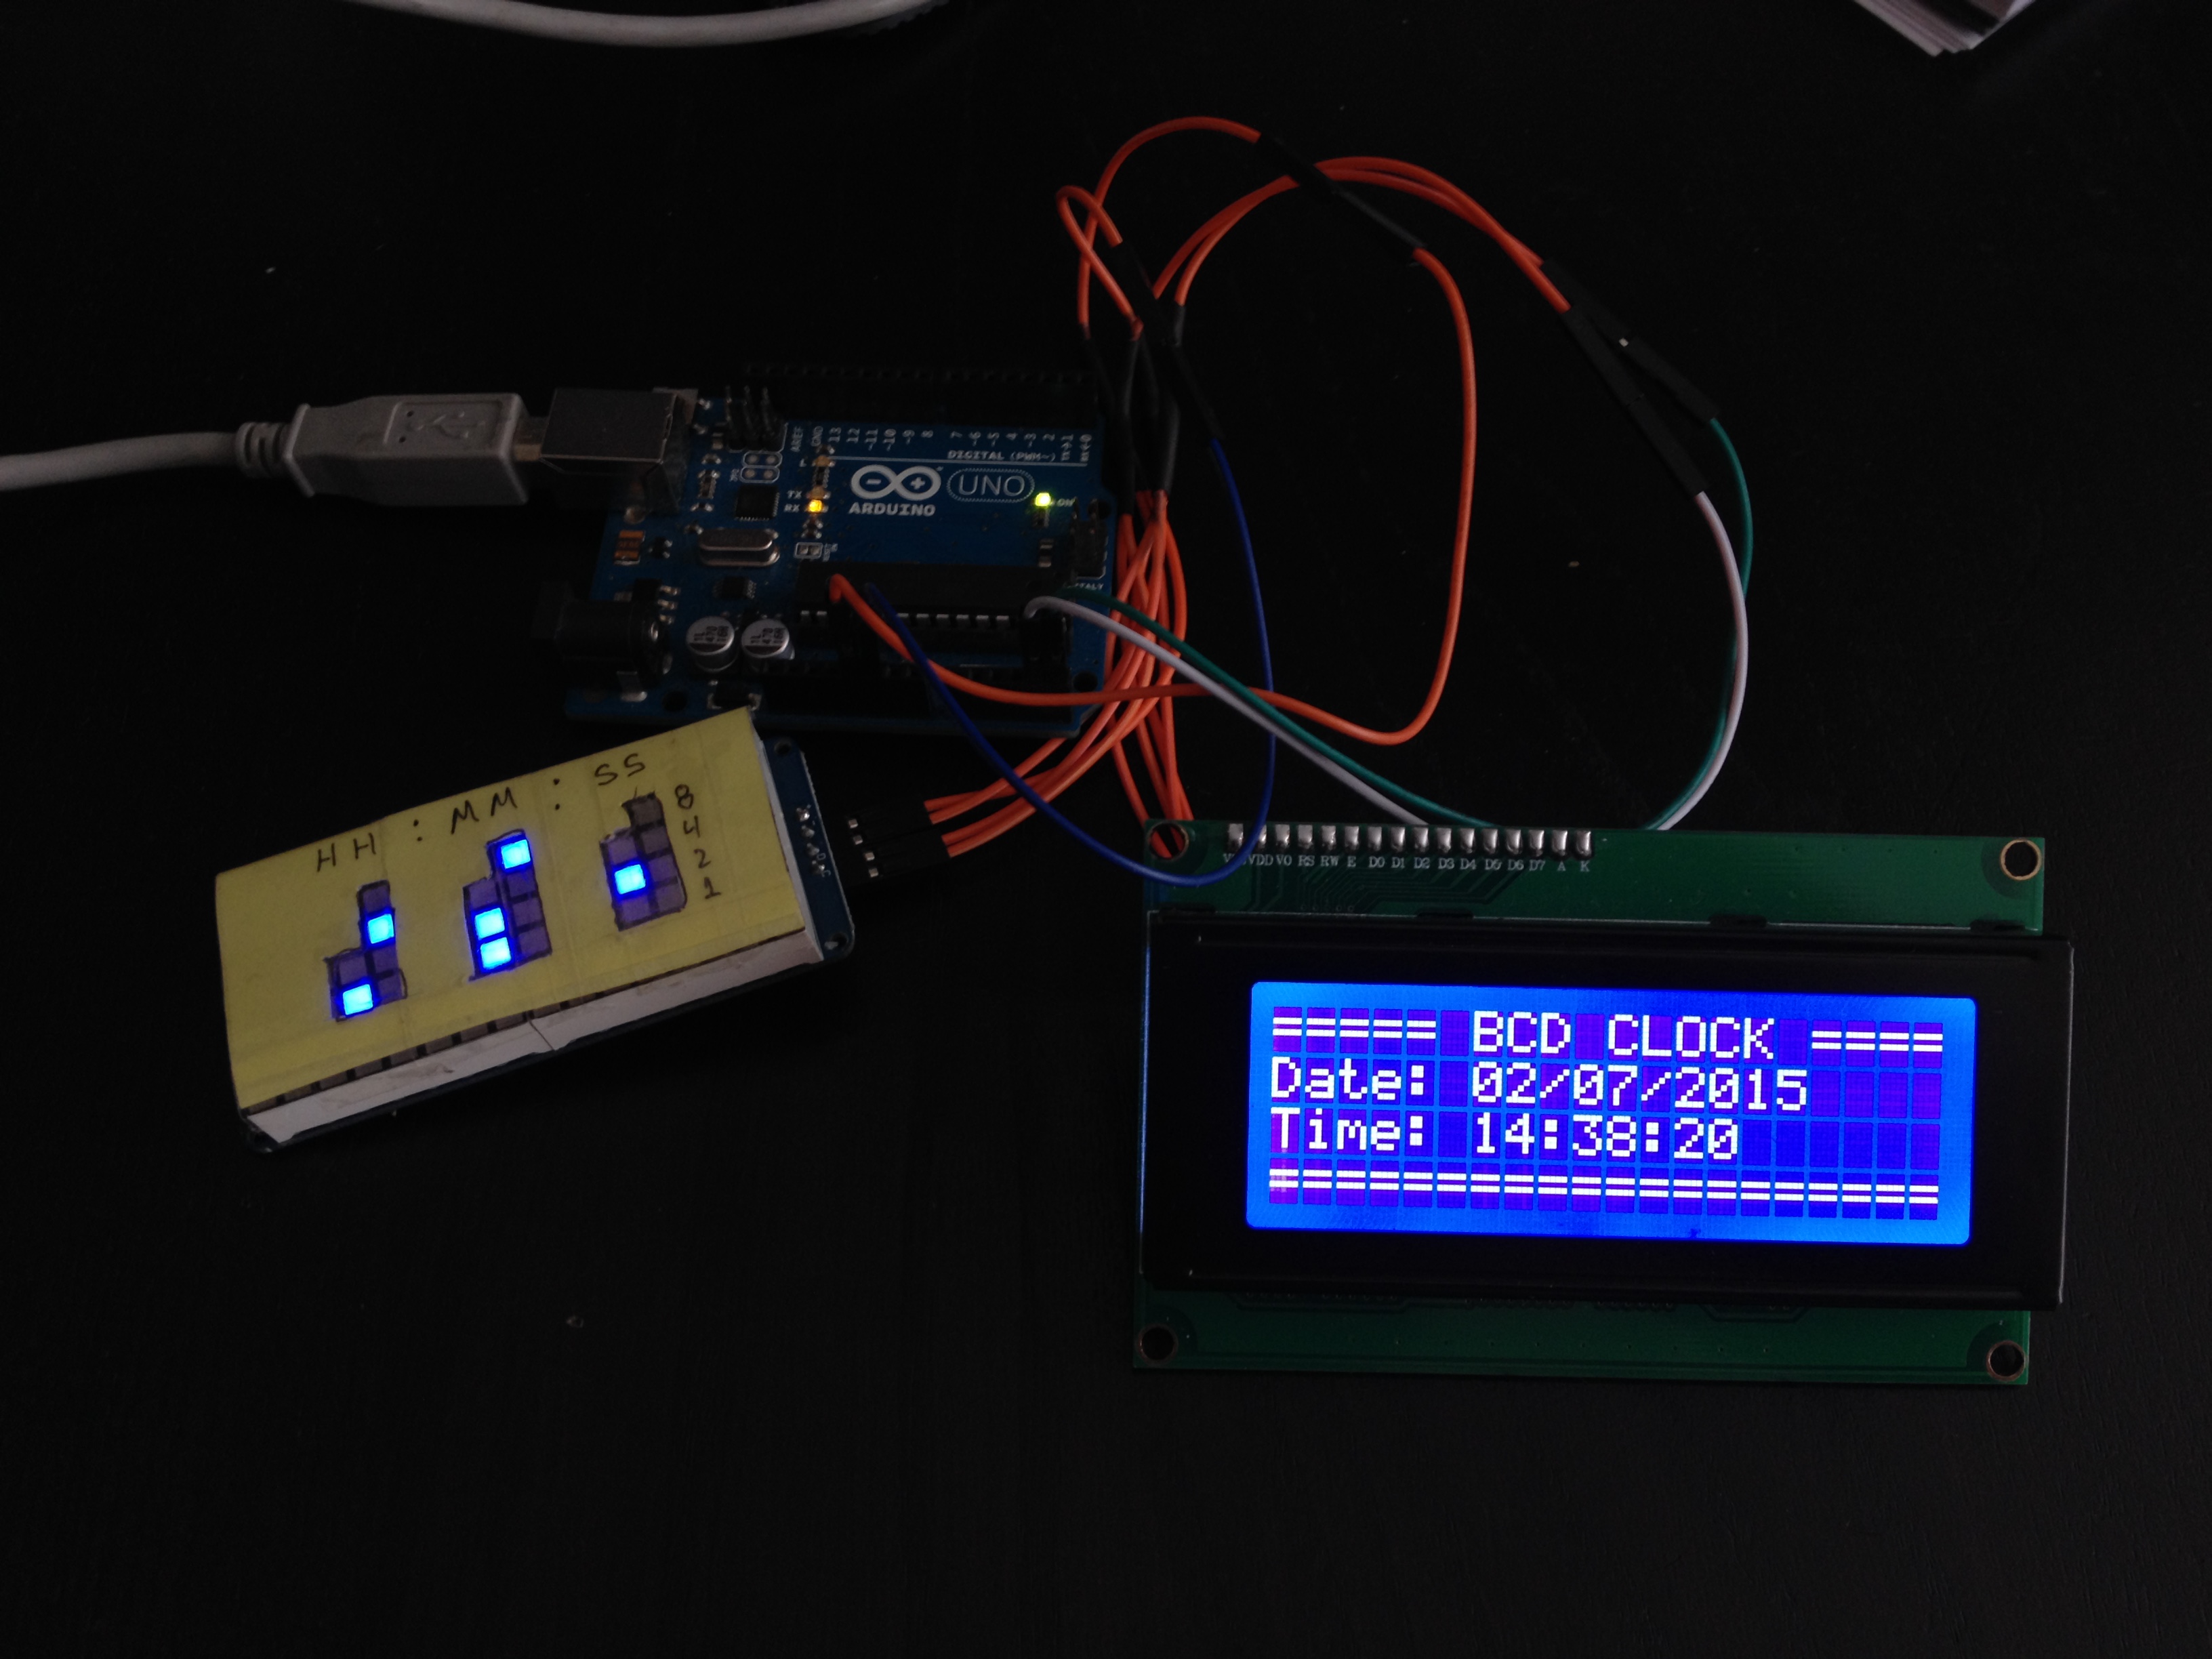 AREF
GND
13
12
~11
~10
~9
8
7
~6
~5
4
~3
2
TX→1
RX←0
DIGITAL (PWM~)
L
TX
RX
UNO
ARDUINO
ON
HH : MM : SS
8
4
2
1
VDD VO RS RW E D0 D1 D2 D3 D4 D5 D6 D7 A K
===== BCD CLOCK ====
Date: 02/07/2015
Time: 14:38:20
====================